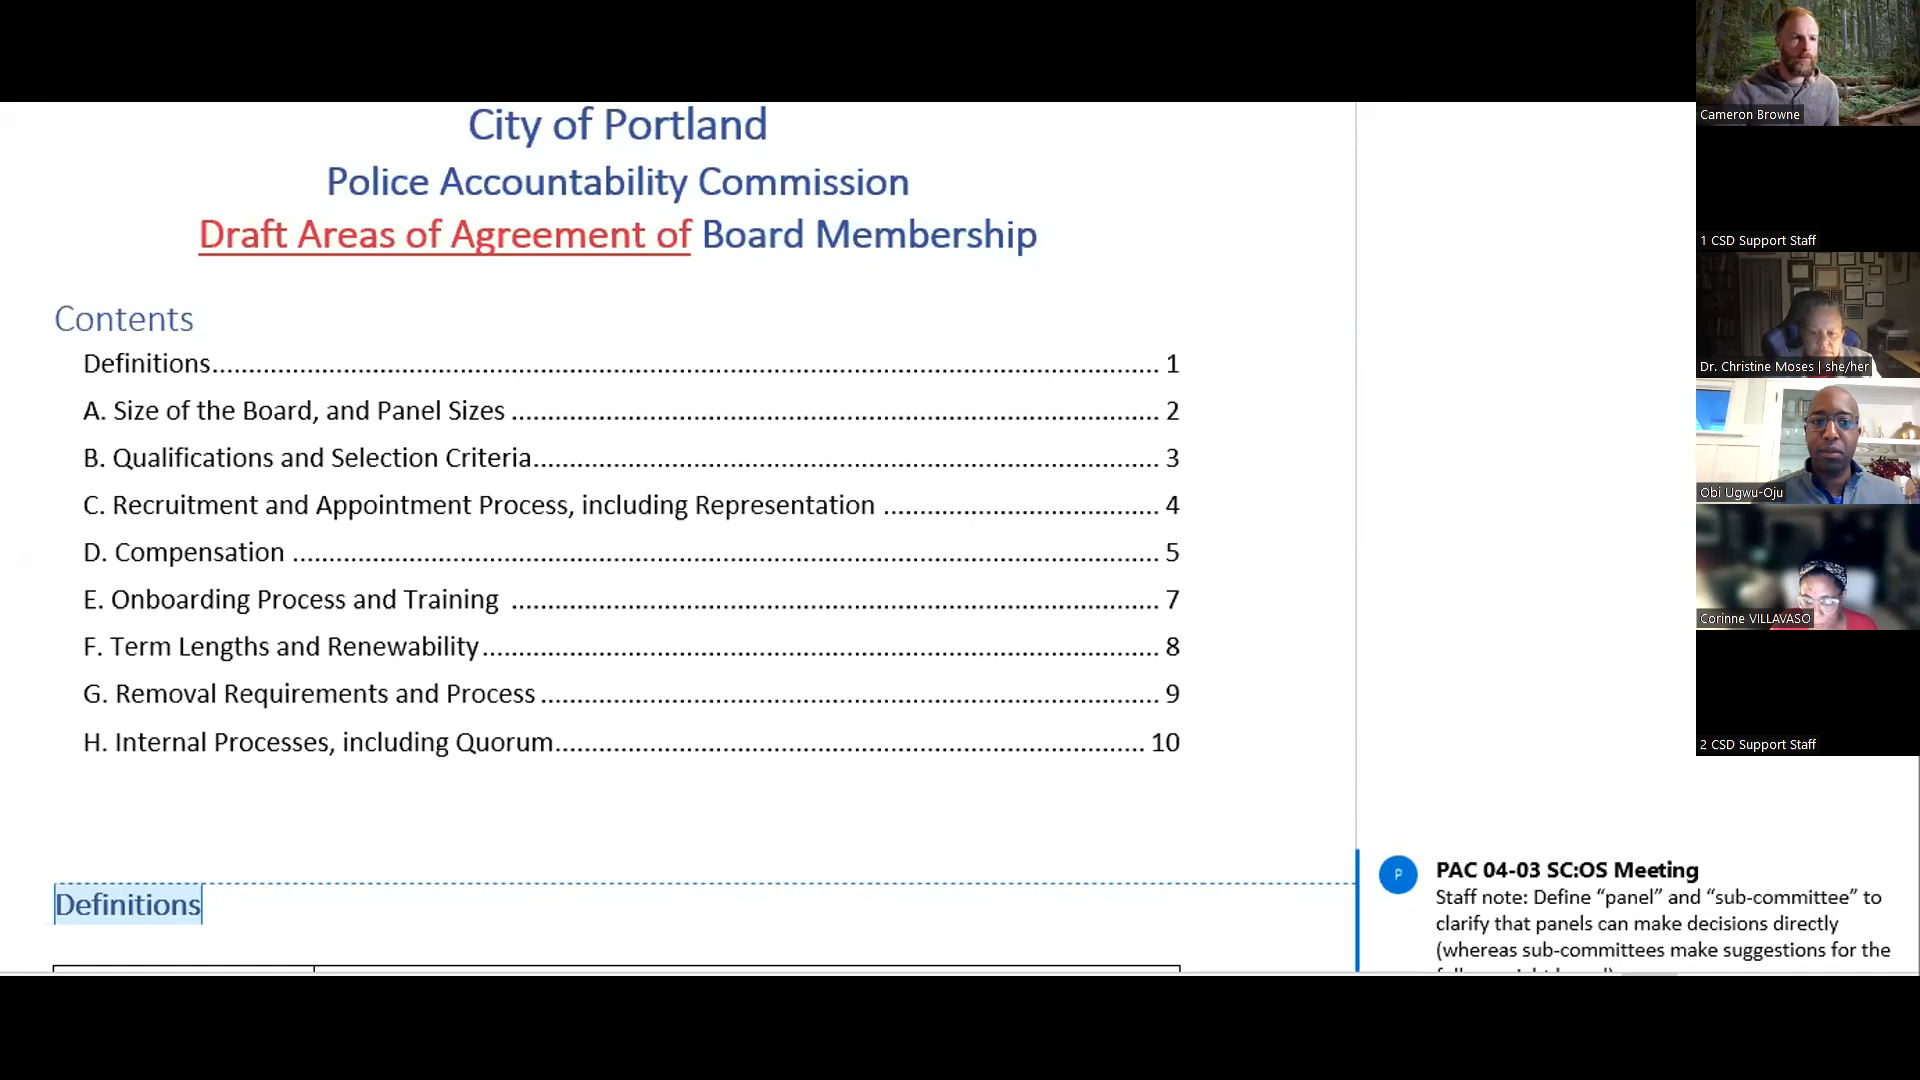 City of Portland
Police Accountability Commission
Draft Areas of Agreement of Board Membership
Contents
Definitions........................................................................................................ 1
A. Size of the Board, and Panel Sizes ........................................................................ 2
B. Qualifications and Selection Criteria..................................................................... 3
C. Recruitment and Appointment Process, including Representation ............................... 4
D. Compensation ................................................................................................ 5
E. Onboarding Process and Training ........................................................................ 7
F. Term Lengths and Renewability........................................................................... 8
G. Removal Requirements and Process .................................................................... 9
H. Internal Processes, including Quorum.................................................................. 10
Definitions
P
PAC 04-03 SC:OS Meeting
Staff note: Define “panel” and “sub-committee” to
clarify that panels can make decisions directly
(whereas sub-committees make suggestions for the
Cameron Browne
1 CSD Support Staff
Dr. Christine Moses | she/her
Obi Ugwu-Oju
Corinne VILLAVASO
2 CSD Support Staff